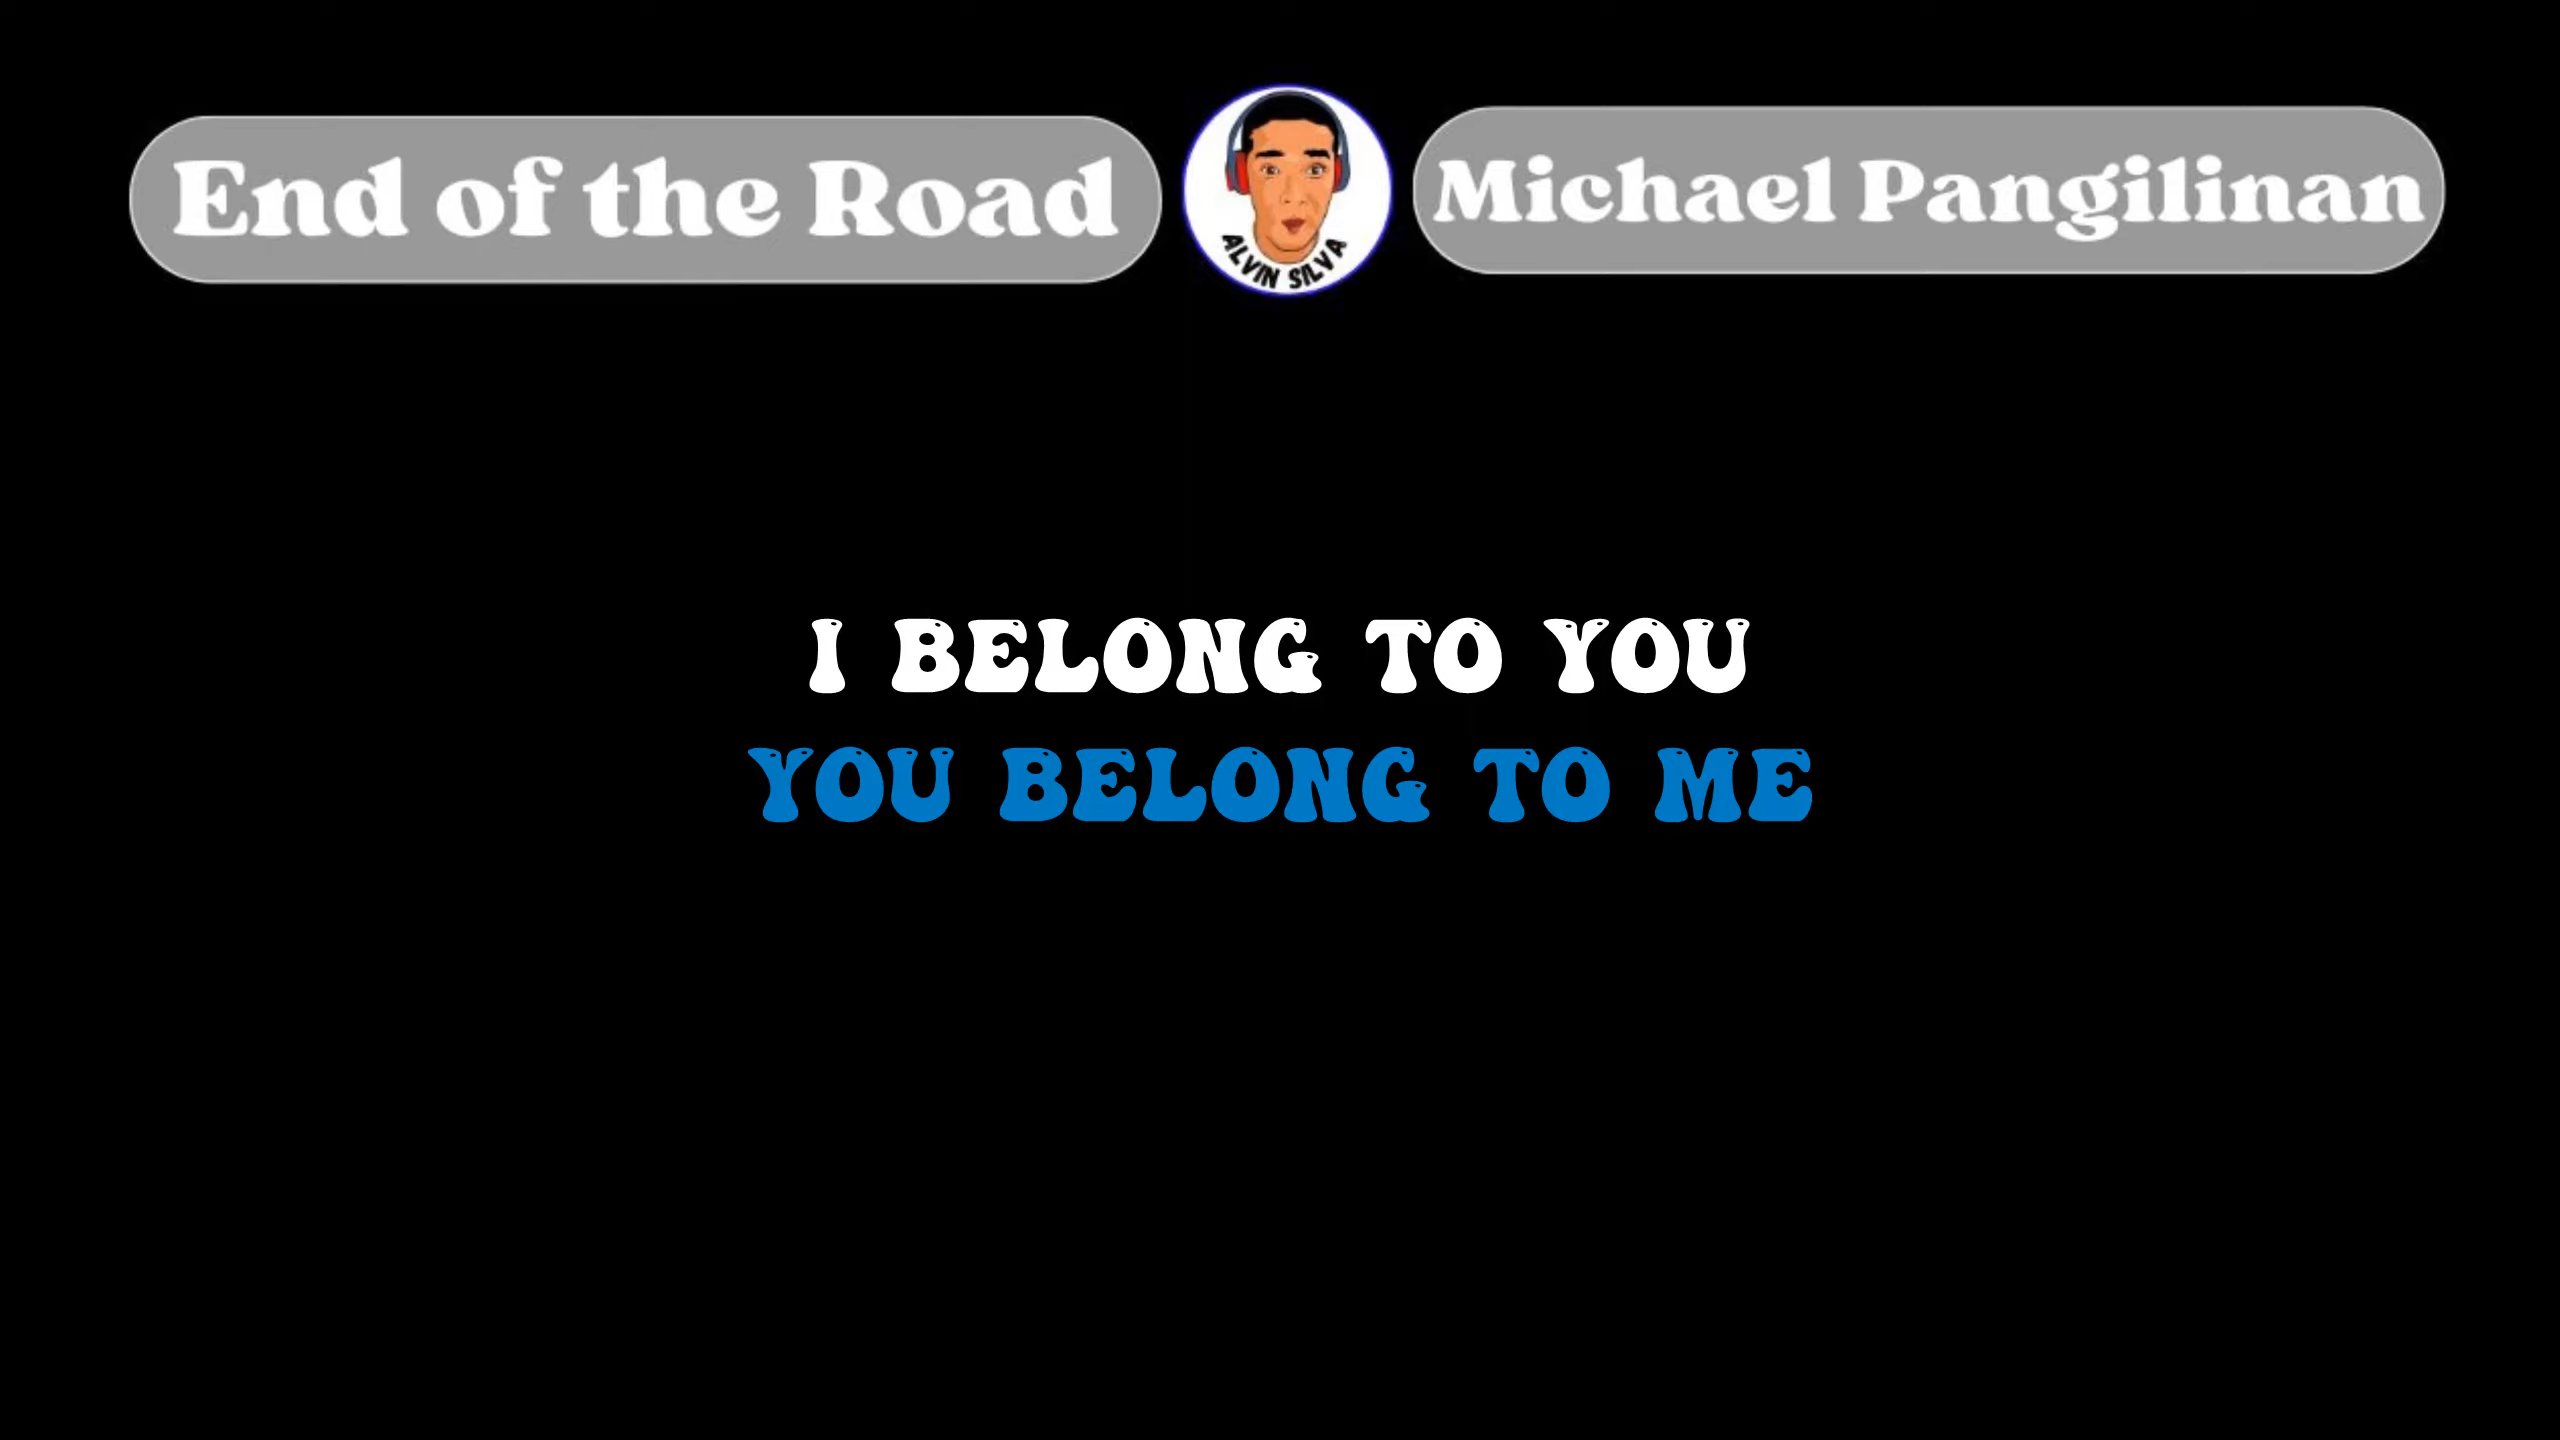 End of the Road
ALVIN SILVA
Michael Pangilinan
I BELONG TO YOU
YOU BELONG TO ME